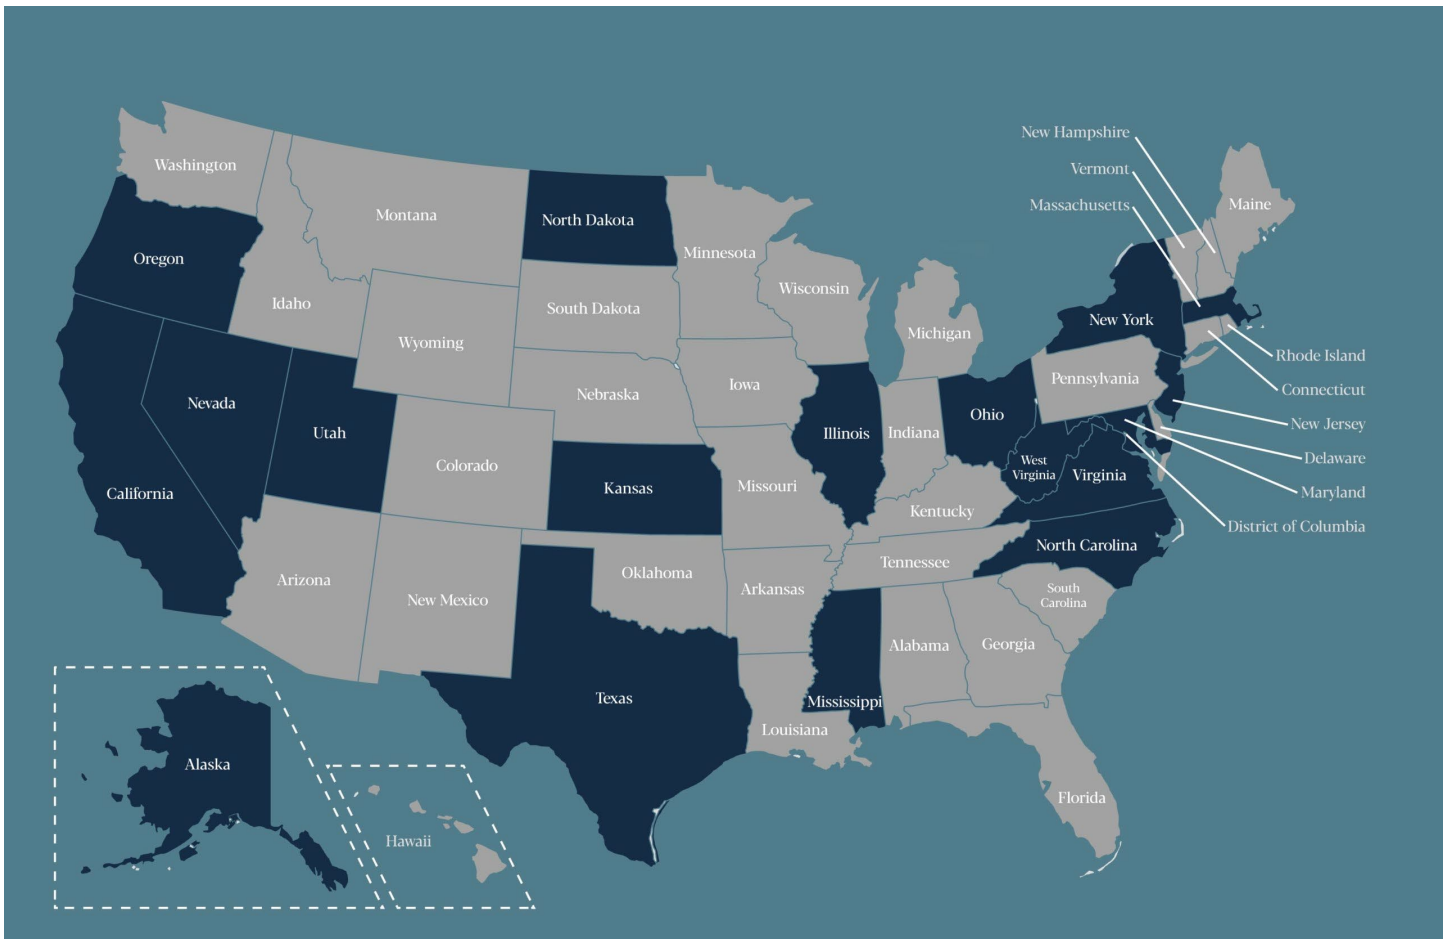 New Hampshire
Washington
Vermont
Maine
Massachusetts
Montana
North Dakota
Oregon
Minnesota
Wisconsin
Idaho
South Dakota
New York
Michigan
Wyoming
Rhode Island
Pennsylvania
Iowa
Connecticut
Nebraska
Nevada
Ohio
New Jersey
Utah
Illinois
Indiana
Delaware
Colorado
West
Virginia
Virginia
Missouri
Kansas
California
Maryland
Kentucky
District of Columbia
North Carolina
Tennessee
Oklahoma
Arizona
Arkansas
South
Carolina
New Mexico
Alabama
Georgia
Texas
Mississippi
Louisiana
Alaska
Florida
Hawaii